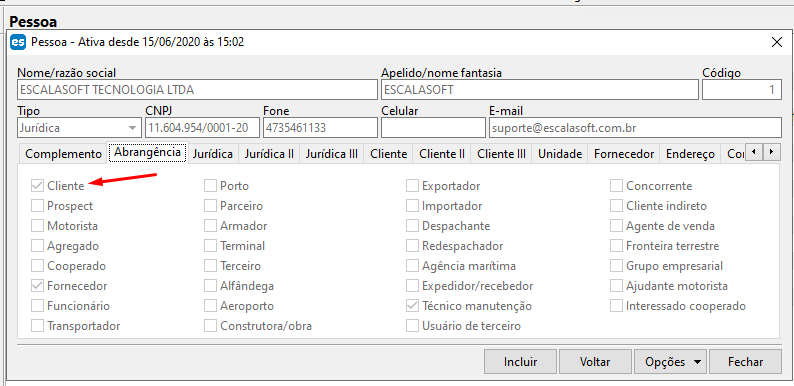 Pessoa
es Pessoa - Ativa desde 15/06/2020 às 15:02
Nome/razão social Apelido/nome fantasia Código
ESCALASOFT TECNOLOGIA LTDA ESCALASOFT 1
Tipo CNPJ Fone Celular E-mail
Jurídica 11.604.954/0001-20 4735461133 suporte@escalasoft.com.br
Complemento Abrangência Jurídica Jurídica II Jurídica III Cliente Cliente II Cliente III Unidade Fornecedor Endereço Co
Cliente Porto Exportador Concorrente
Prospect Parceiro Importador Cliente indireto
Motorista Armador Despachante Agente de venda
Agregado Terminal Redespachador Fronteira terrestre
Cooperado Terceiro Agência marítima Grupo empresarial
Fornecedor Alfândega Expedidor/recebedor Ajudante motorista
Funcionário Aeroporto Técnico manutenção Interessado cooperado
Transportador Construtora/obra Usuário de terceiro
Incluir Voltar Opções Fechar